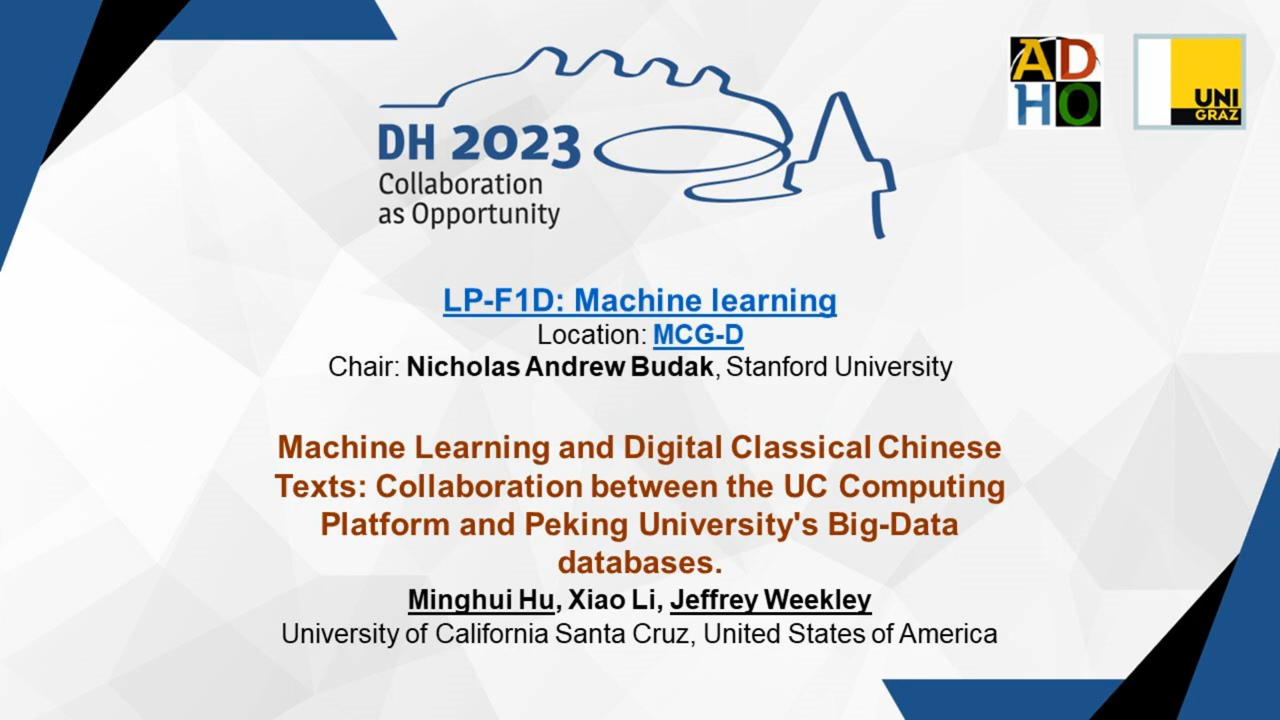 DH 2023
Collaboration
as Opportunity
AD
HO
UNI
GRAZ
LP-F1D: Machine learning
Location: MCG-D
Chair: Nicholas Andrew Budak, Stanford University
Machine Learning and Digital Classical Chinese
Texts: Collaboration between the UC Computing
Platform and Peking University's Big-Data
databases.
Minghui Hu, Xiao Li, Jeffrey Weekley
University of California Santa Cruz, United States of America